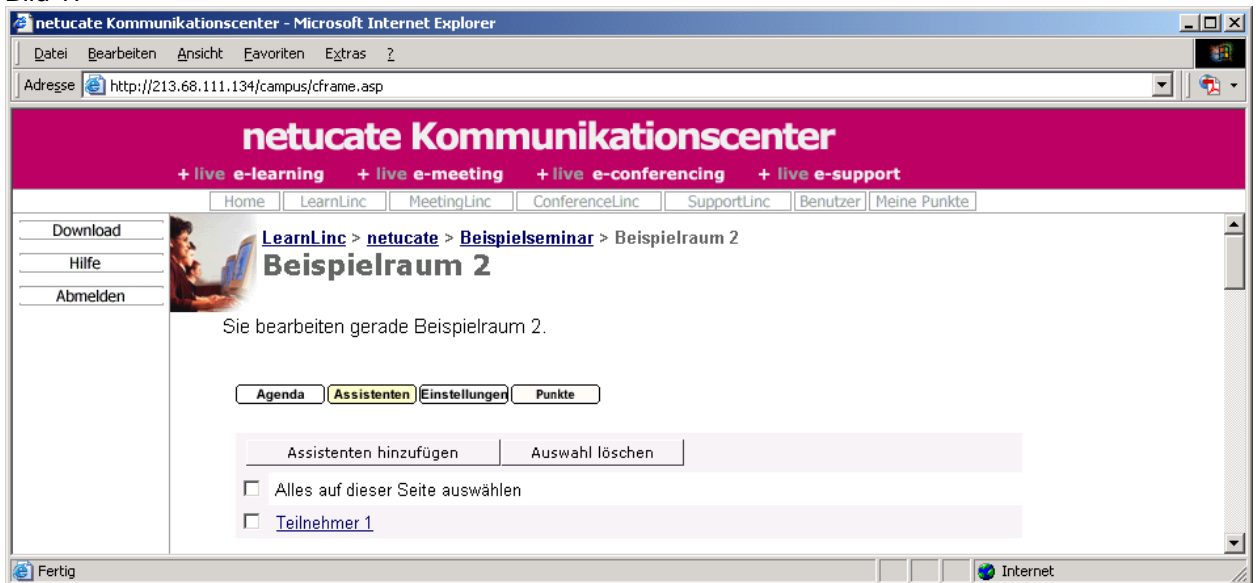 netucate Kommunikationscenter - Microsoft Internet Explorer
Datei Bearbeiten Ansicht Favoriten Extras ?
Adresse http://213.68.111.134/campus/cframe.asp
netucate Kommunikationscenter
+ live e-learning + live e-meeting + live e-conferencing + live e-support
Home LearnLinc MeetingLinc ConferenceLinc SupportLinc Benutzer Meine Punkte
Download
Hilfe
Abmelden
LearnLinc > netucate > Beispielseminar > Beispielraum 2
Beispielraum 2
Sie bearbeiten gerade Beispielraum 2.
Agenda Assistenten Einstellungen Punkte
Assistenten hinzufügen Auswahl löschen
Alles auf dieser Seite auswählen
Teilnehmer 1
Fertig Internet